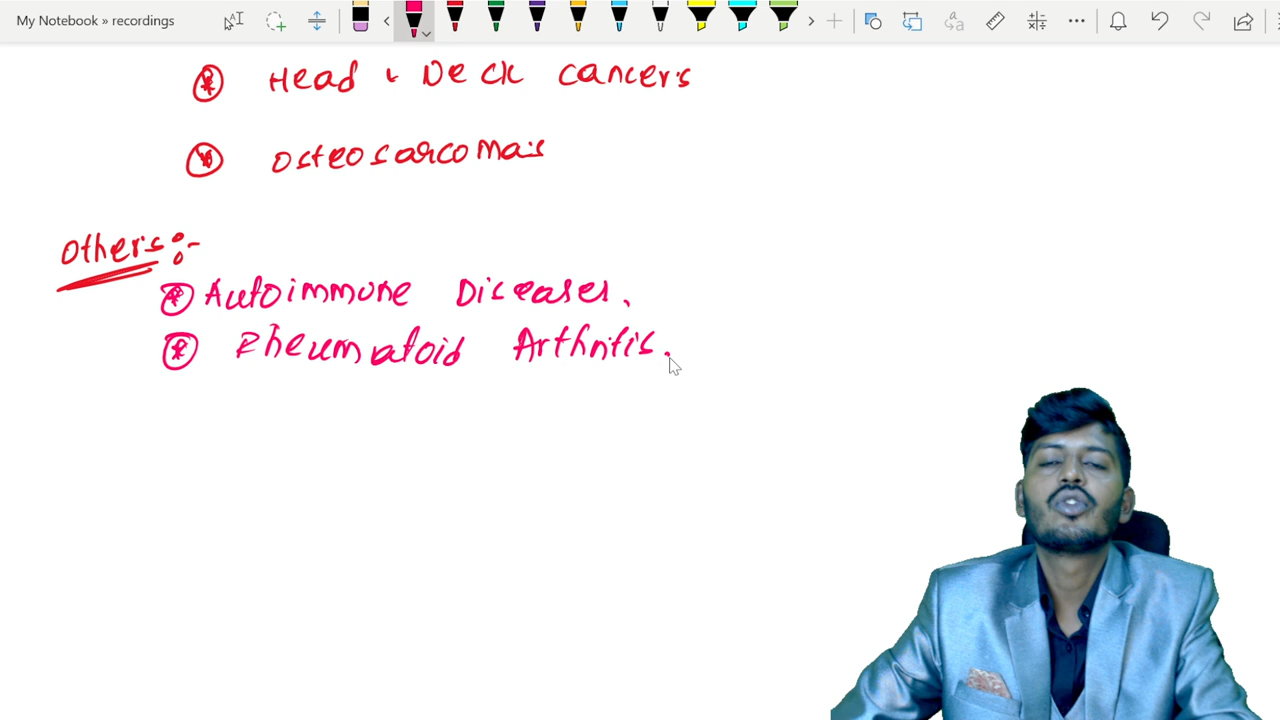 My Notebook » recordings
Head & Neck cancers
Osteosarcomas
Others :-
Autoimmune Diseases.
Rheumatoid Arthritis.